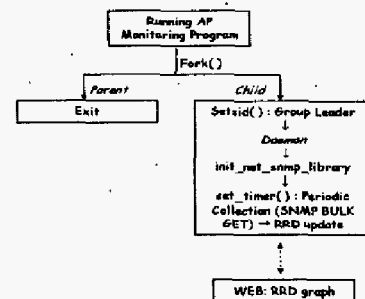 Running AP
Monitoring Program
Fork()
Parent
Child
Exit
Setsid() : Group Leader
↓
Daemon
↓
init_net_snmp_library
↓
set_timer() : Periodic
Collection (SNMP BULK
GET) → RRD update
WEB: RRD graph